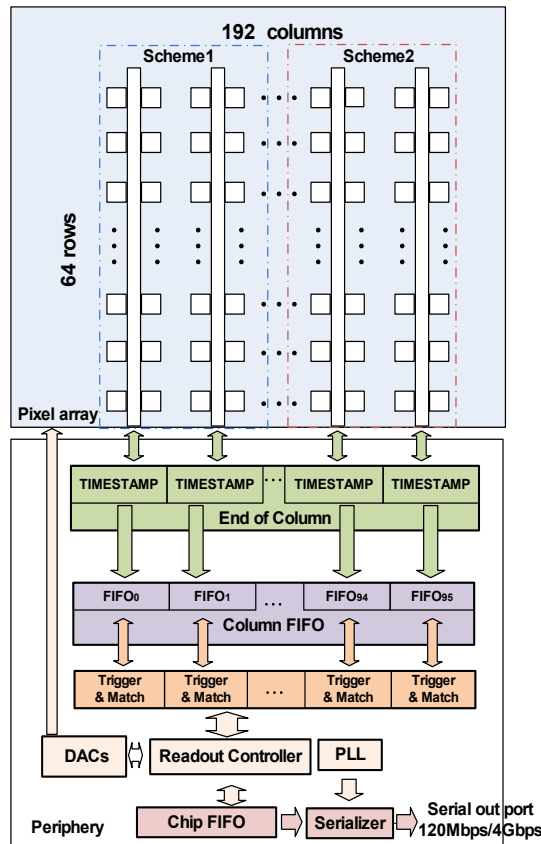 192 columns
Scheme1 Scheme2
64 rows
Pixel array
TIMESTAMP TIMESTAMP ... TIMESTAMP TIMESTAMP
End of Column
FIFO0 FIFO1 ... FIFO94 FIFO95
Column FIFO
Trigger & Match Trigger & Match ... Trigger & Match Trigger & Match
DACs Readout Controller PLL
Chip FIFO Serializer Serial out port
120Mbps/4Gbps
Periphery